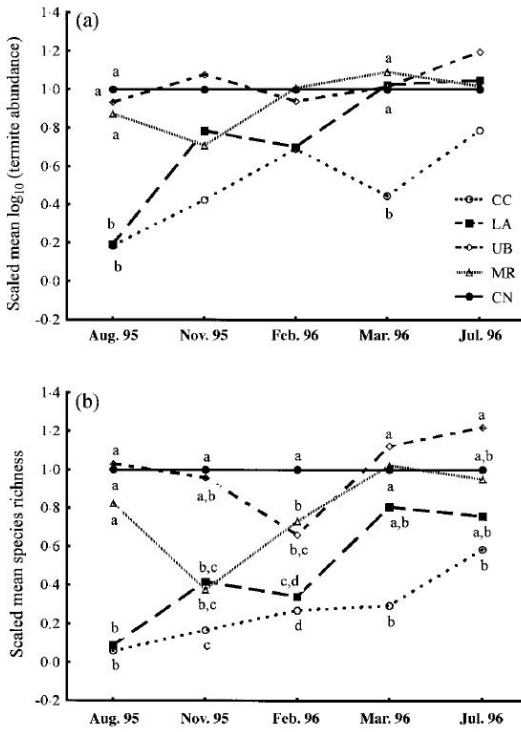 (a)
Scaled mean log10 (termite abundance)
1·4
1·2
1·0
0·8
0·6
0·4
0·2
0·0
-0·2
a
a
a
b
b
a
a
b
CC
LA
UB
MR
CN
Aug. 95 Nov. 95 Feb. 96 Mar. 96 Jul. 96
(b)
Scaled mean species richness
1·4
1·2
1·0
0·8
0·6
0·4
0·2
0·0
-0·2
a
a
a
b
b
a
a,b
b,c
b,c
c
a
b
b,c
c,d
d
a
a
a,b
b
a
a,b
a,b
b
Aug. 95 Nov. 95 Feb. 96 Mar. 96 Jul. 96